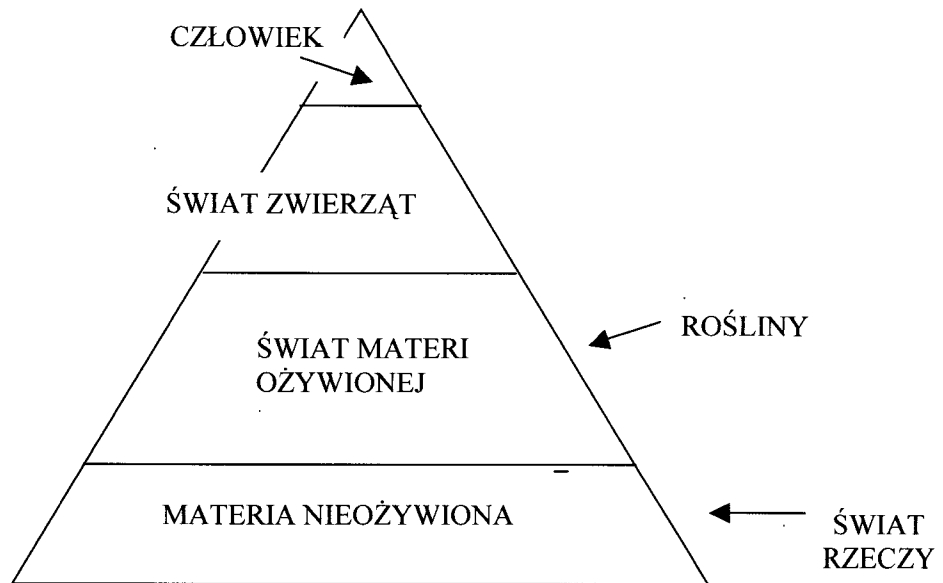 CZŁOWIEK
ŚWIAT ZWIERZĄT
ROŚLINY
ŚWIAT MATERI
OŻYWIONEJ
MATERIA NIEOŻYWIONA
ŚWIAT
RZECZY